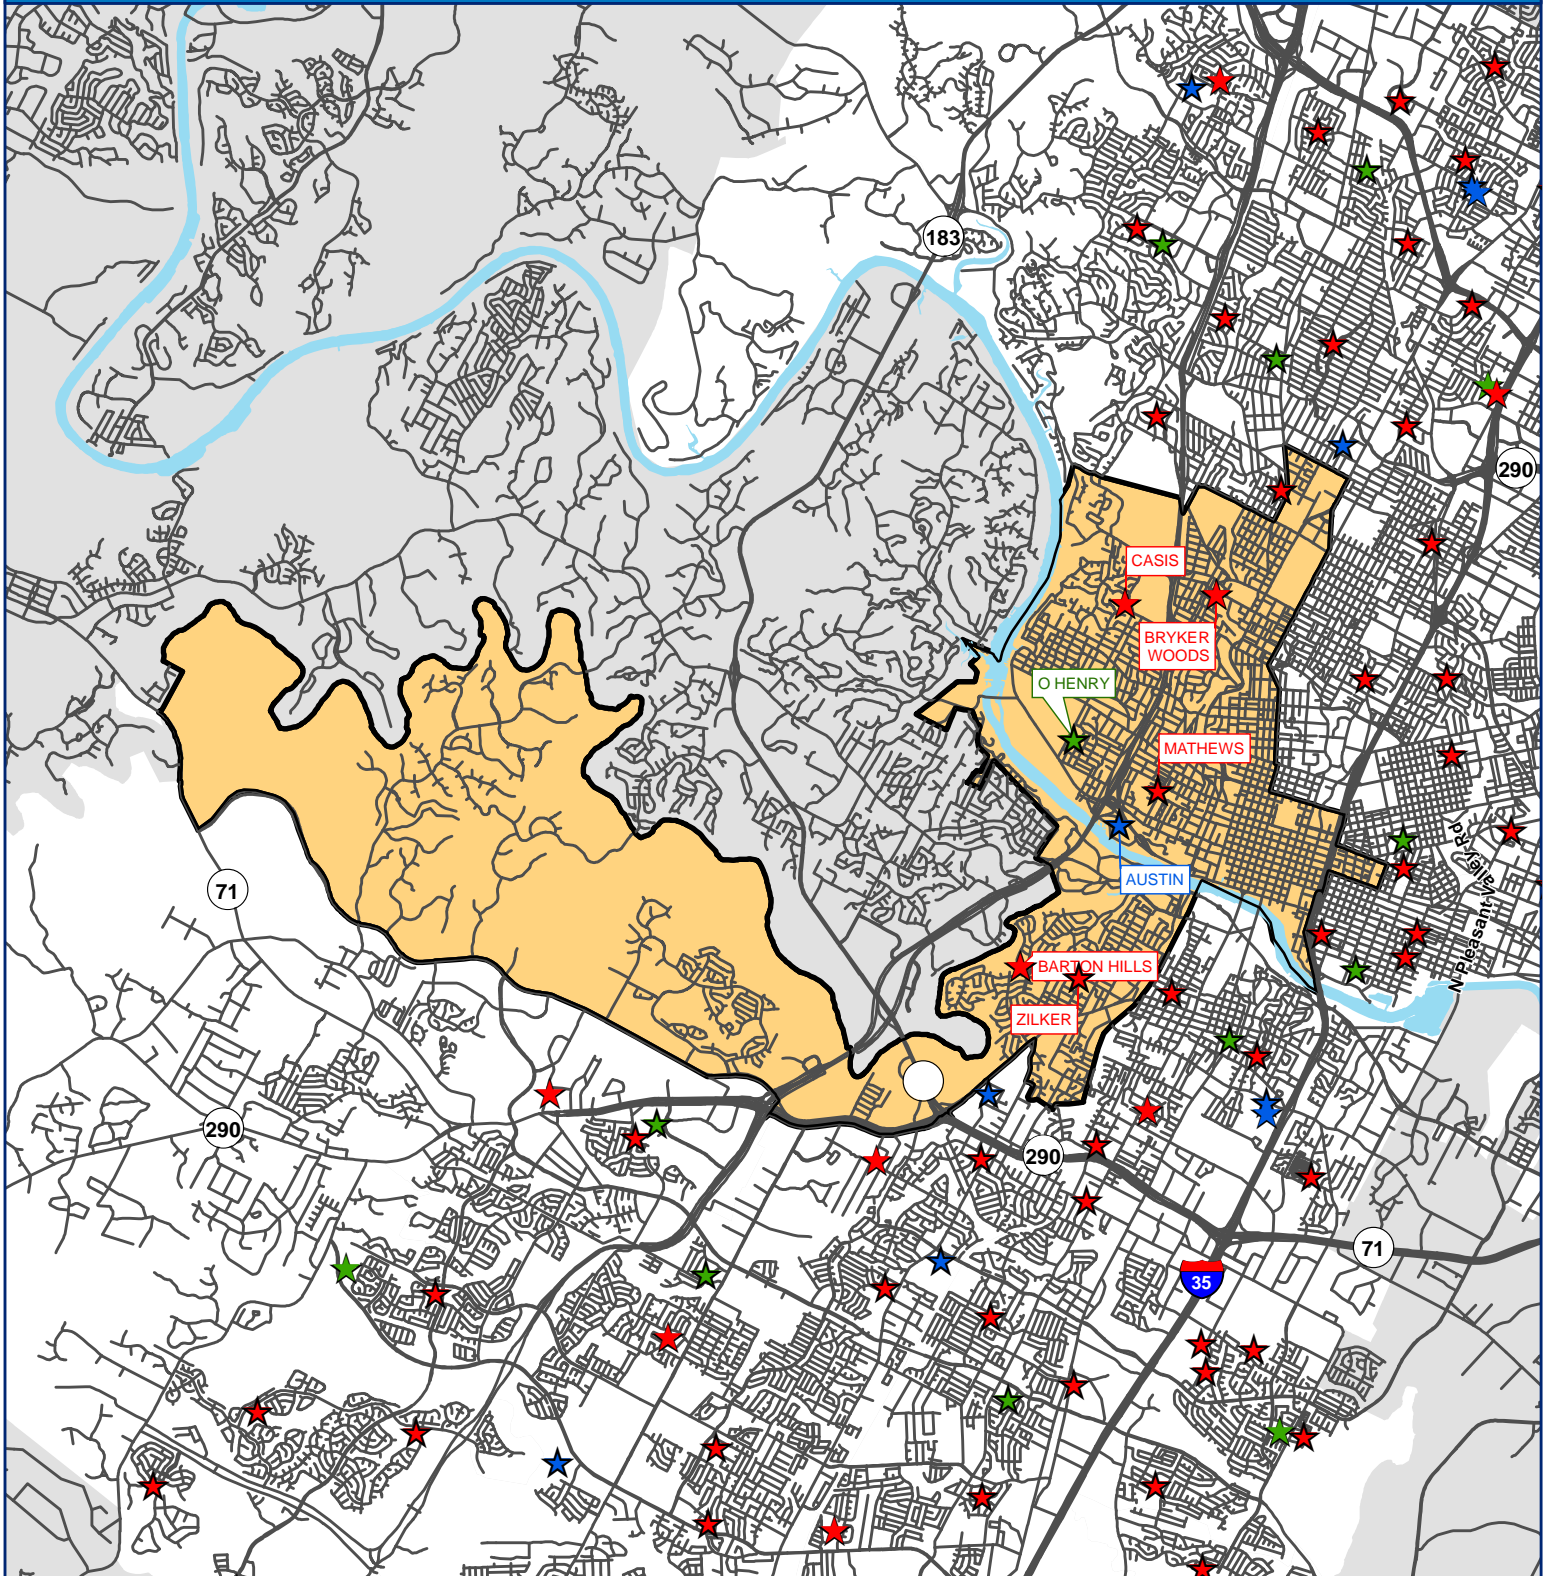 183
290
CASIS
BRYKER
WOODS
O HENRY
MATHEWS
N Pleasant Valley Rd
AUSTIN
71
BARTON HILLS
ZILKER
290
290
71
35